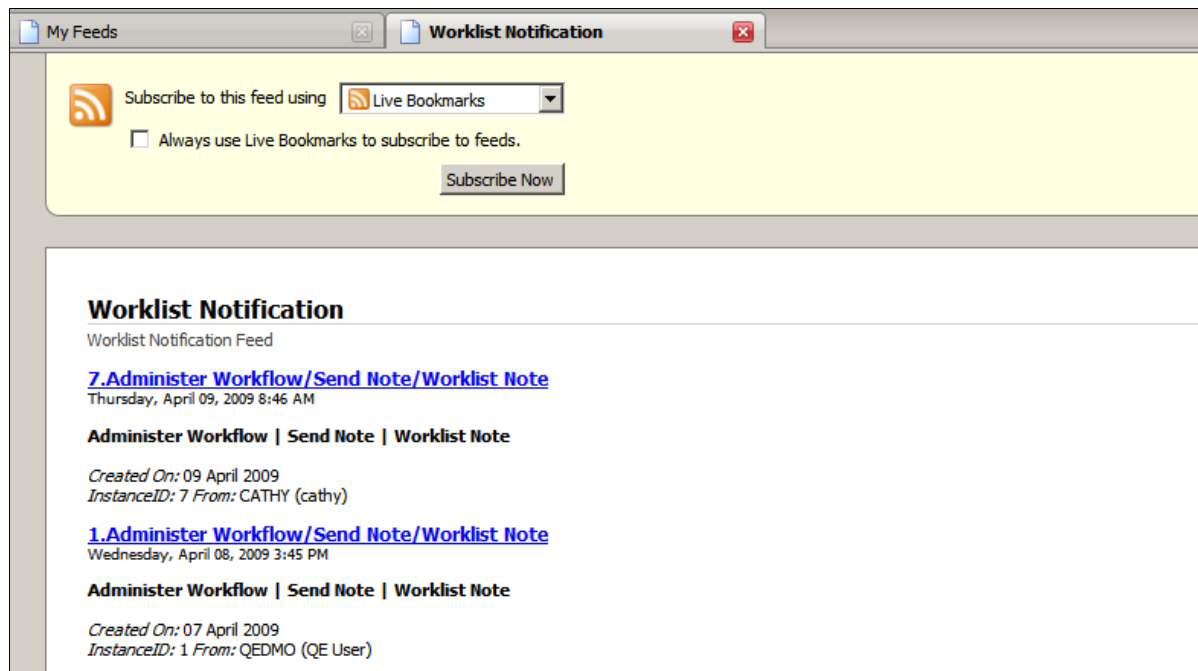 My Feeds
Worklist Notification
Subscribe to this feed using
Live Bookmarks
Always use Live Bookmarks to subscribe to feeds.
Subscribe Now
Worklist Notification
Worklist Notification Feed
7.Administer Workflow/Send Note/Worklist Note
Thursday, April 09, 2009 8:46 AM
Administer Workflow | Send Note | Worklist Note
Created On: 09 April 2009
InstanceID: 7 From: CATHY (cathy)
1.Administer Workflow/Send Note/Worklist Note
Wednesday, April 08, 2009 3:45 PM
Administer Workflow | Send Note | Worklist Note
Created On: 07 April 2009
InstanceID: 1 From: QEDMO (QE User)